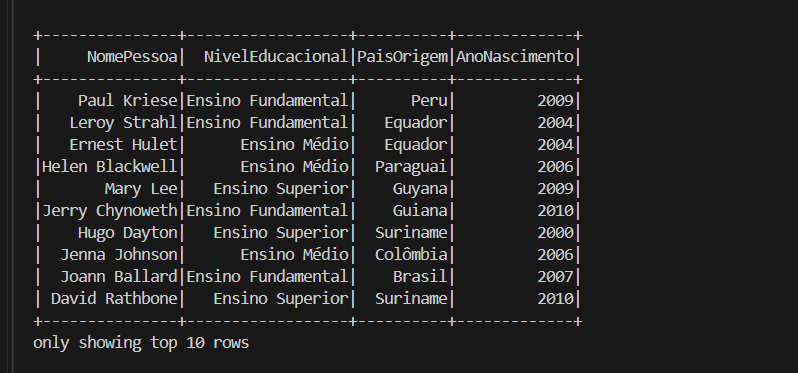 +---------------+------------------+----------+-------------+
|     NomePessoa|  NivelEducacional|PaisOrigem|AnoNascimento|
+---------------+------------------+----------+-------------+
|    Paul Kriese|Ensino Fundamental|      Peru|         2009|
|   Leroy Strahl|Ensino Fundamental|   Equador|         2004|
|   Ernest Hulet|      Ensino Médio|   Equador|         2004|
|Helen Blackwell|      Ensino Médio|  Paraguai|         2006|
|       Mary Lee|   Ensino Superior|    Guyana|         2009|
|Jerry Chynoweth|Ensino Fundamental|    Guiana|         2010|
|    Hugo Dayton|   Ensino Superior|  Suriname|         2000|
|  Jenna Johnson|      Ensino Médio|  Colômbia|         2006|
|  Joann Ballard|Ensino Fundamental|    Brasil|         2007|
| David Rathbone|   Ensino Superior|  Suriname|         2010|
+---------------+------------------+----------+-------------+
only showing top 10 rows